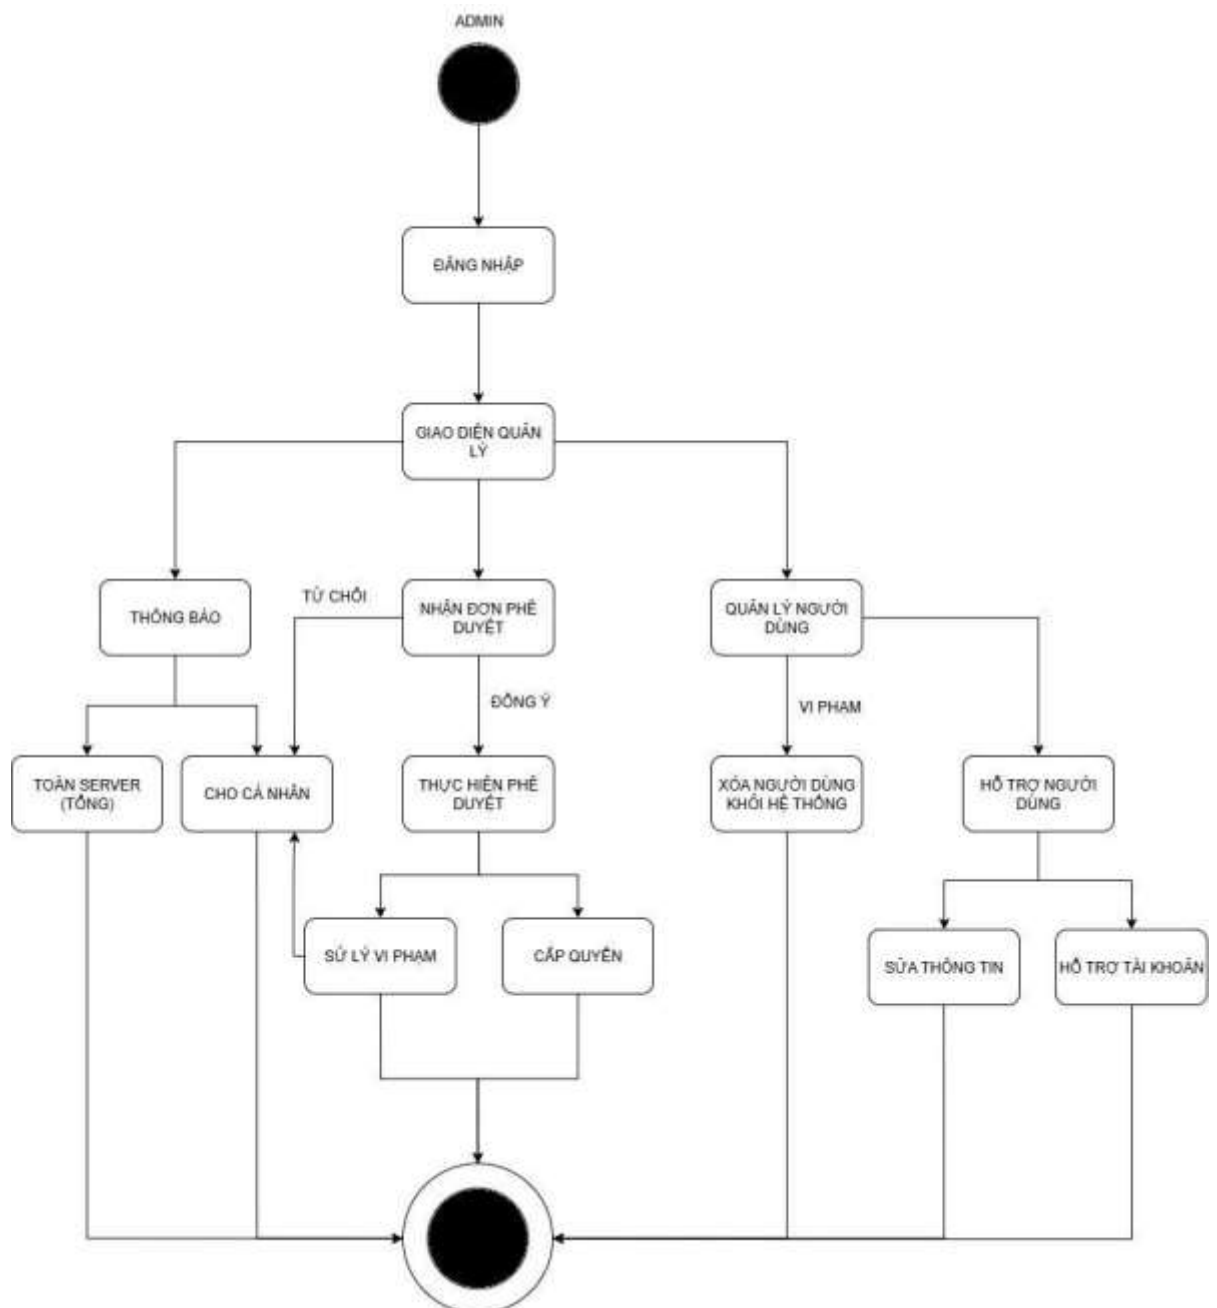 ADMIN
ĐĂNG NHẬP
GIAO DIỆN QUẢN
LÝ
THÔNG BÁO
TỪ CHỐI
NHẬN ĐƠN PHÊ
DUYỆT
QUẢN LÝ NGƯỜI
DÙNG
ĐỒNG Ý
VI PHẠM
TOÀN SERVER
(TỔNG)
CHO CÁ NHÂN
THỰC HIỆN PHÊ
DUYỆT
XÓA NGƯỜI DÙNG
KHỎI HỆ THỐNG
HỖ TRỢ NGƯỜI
DÙNG
SỬ LÝ VI PHẠM
CẤP QUYỀN
SỬA THÔNG TIN
HỖ TRỢ TÀI KHOẢN